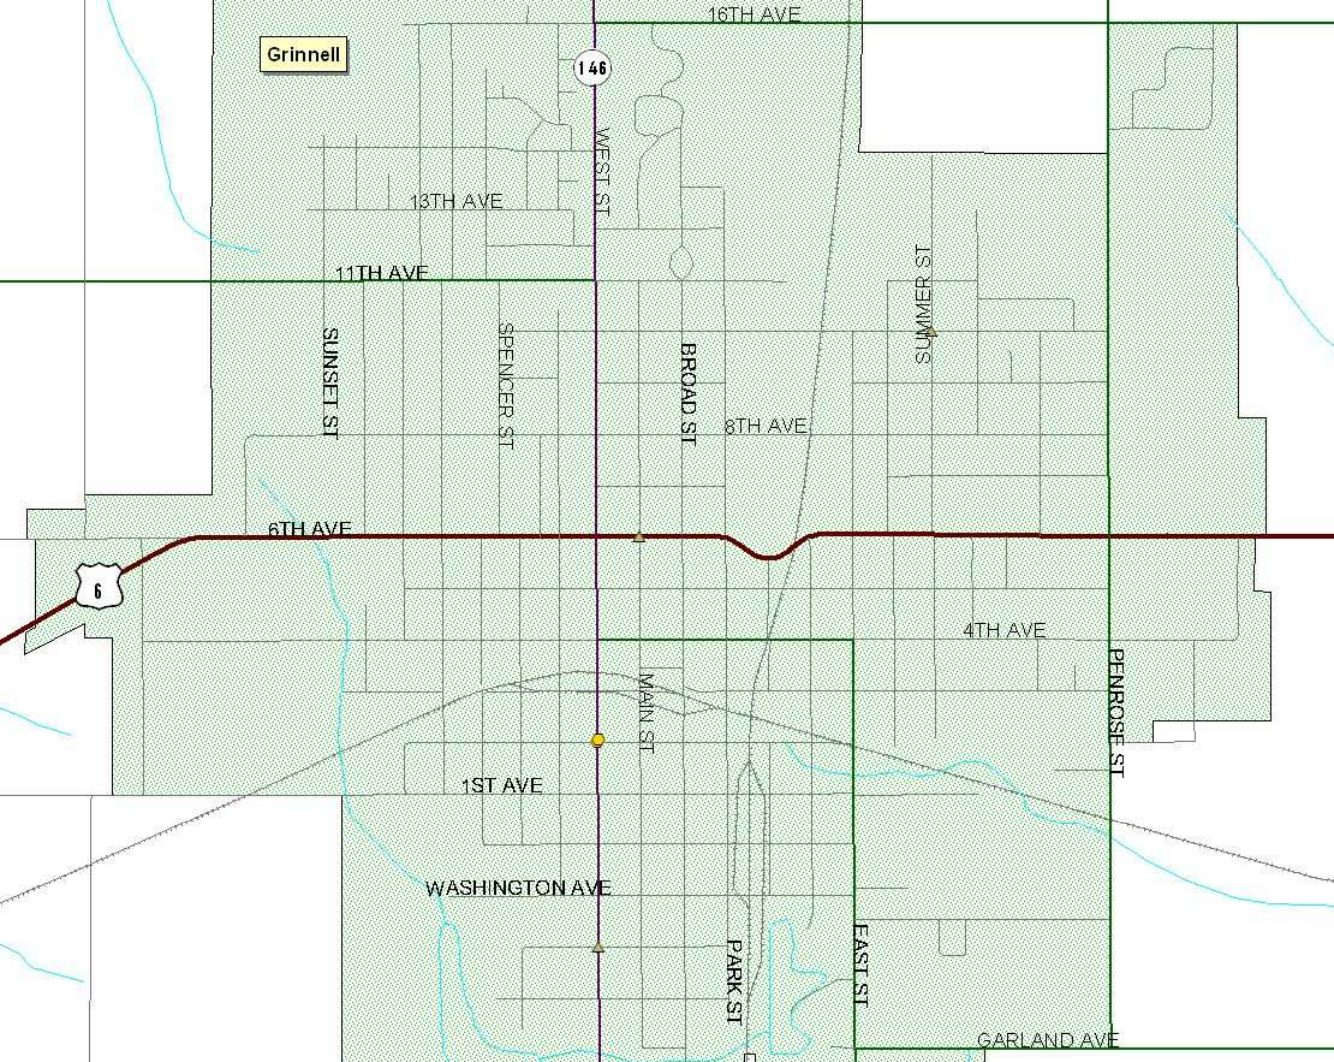 16TH AVE
Grinnell
146
WEST ST
13TH AVE
11TH AVE
SUMMER ST
SUNSET ST
SPENCER ST
BROAD ST
8TH AVE
6TH AVE
6
4TH AVE
PENROSE ST
MAIN ST
1ST AVE
WASHINGTON AVE
PARK ST
EAST ST
GARLAND AVE